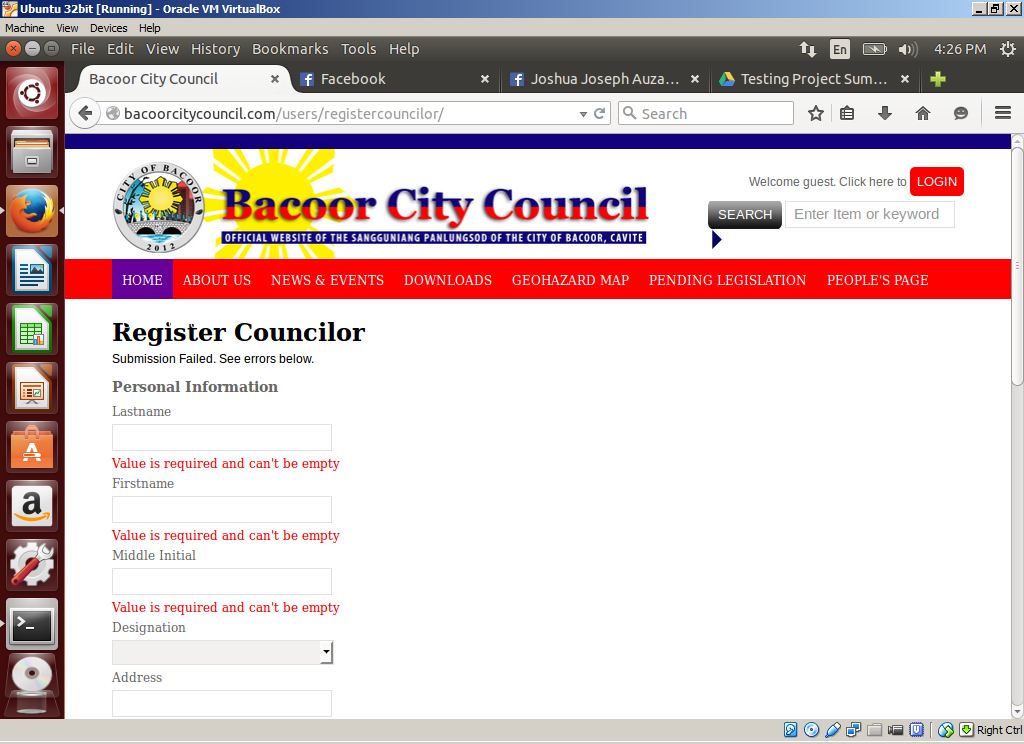 Ubuntu 32bit [Running] - Oracle VM VirtualBox
Machine View Devices Help
File Edit View History Bookmarks Tools Help
En
4:26 PM
Bacoor City Council
Facebook
Joshua Joseph Auza...
Testing Project Sum...
bacoorcitycouncil.com/users/registercouncilor/
Search
CITY OF BACOOR
2012
Bacoor City Council
OFFICIAL WEBSITE OF THE SANGGUNIANG PANLUNGSOD OF THE CITY OF BACOOR, CAVITE
Welcome guest. Click here to LOGIN
SEARCH Enter Item or keyword
HOME ABOUT US NEWS & EVENTS DOWNLOADS GEOHAZARD MAP PENDING LEGISLATION PEOPLE'S PAGE
Register Councilor
Submission Failed. See errors below.
Personal Information
Lastname
Value is required and can't be empty
Firstname
Value is required and can't be empty
Middle Initial
Value is required and can't be empty
Designation
Address
Right Ctrl